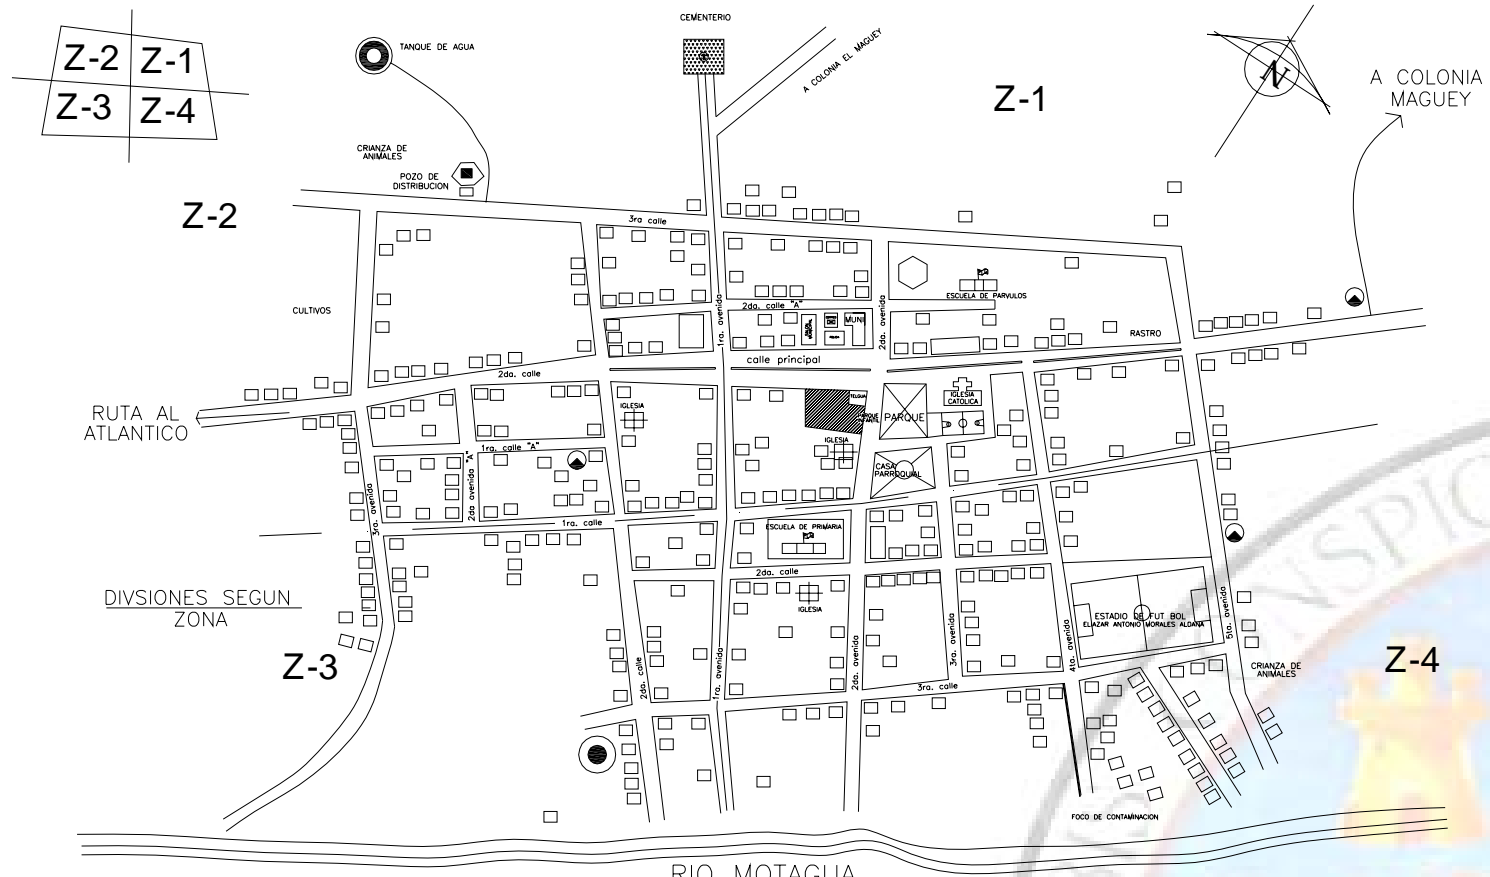 CEMENTERIO
TANQUE DE AGUA
A COLONIA EL MAGUEY
Z-2
Z-1
Z-3
Z-4
Z-1
N
A COLONIA
MAGUEY
CRIANZA DE
ANIMALES
POZO DE
DISTRIBUCION
Z-2
3ra calle
CULTIVOS
ESCUELA DE PARVULOS
2da. calle "A"
1ra. avenida
2da. avenida
MUNI
RASTRO
calle principal
2da. calle
RUTA AL
ATLANTICO
IGLESIA
TELGUA
PARQUE
IGLESIA
CATOLICA
1ra. calle "A"
IGLESIA
CASA
PARROQUIAL
2da avenida "A"
3ra. avenida
1ra. calle
ESCUELA DE PRIMARIA
2da. calle
DIVSIONES SEGUN
ZONA
IGLESIA
ESTADIO DE FUT BOL
ELAZAR ANTONIO MORALES ALDANA
5ta. avenida
Z-3
2da. calle
1ra. avenida
2da. avenida
3ra. avenida
4ta. avenida
3ra. calle
CRIANZA DE
ANIMALES
Z-4
FOCO DE CONTAMINACION
RIO MOTAGUA